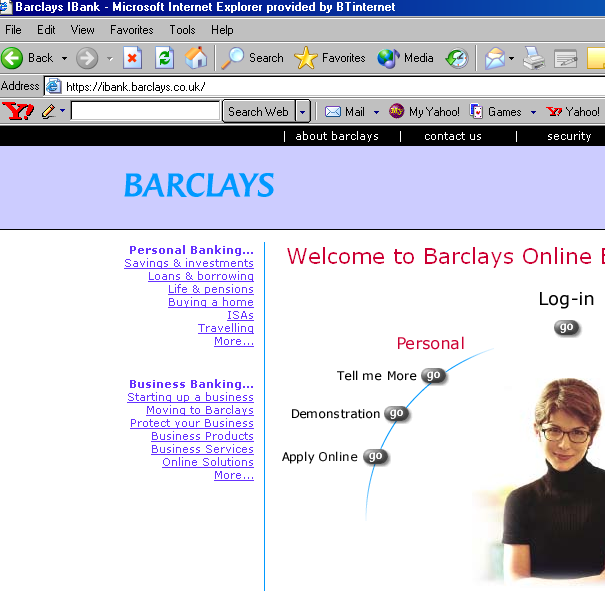 Barclays IBank - Microsoft Internet Explorer provided by BTinternet
File Edit View Favorites Tools Help
Back Search Favorites Media
Address https://ibank.barclays.co.uk/
Y! Search Web Mail My Yahoo! Games Yahoo!
| about barclays | contact us | security
BARCLAYS
Personal Banking...
Savings & investments
Loans & borrowing
Life & pensions
Buying a home
ISAs
Travelling
More...
Business Banking...
Starting up a business
Moving to Barclays
Protect your Business
Business Products
Business Services
Online Solutions
More...
Welcome to Barclays Online
Log-in
go
Personal
Tell me More go
Demonstration go
Apply Online go